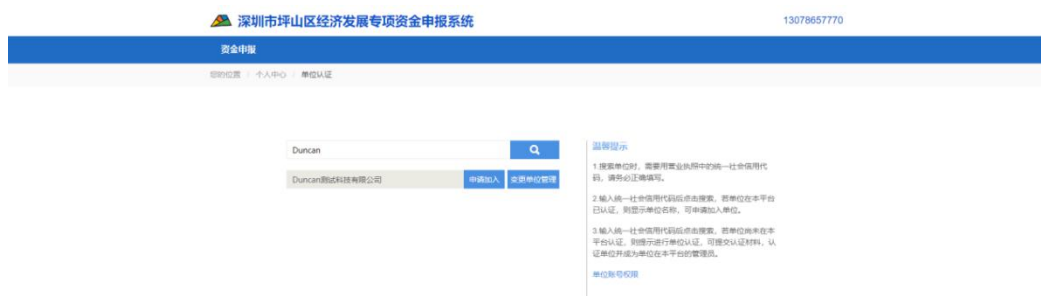 深圳市坪山区经济发展专项资金申报系统
13078657770
资金申报
您的位置 | 个人中心 | 单位认证
Duncan
Duncan测试科技有限公司
申请加入
变更单位管理
温馨提示
1.搜索单位时，需要用营业执照中的统一社会信用代
码，请务必正确填写。
2.输入统一社会信用代码后点击搜索，若单位在本平台
已认证，则显示单位名称，可申请加入单位。
3.输入统一社会信用代码后点击搜索，若单位尚未在本
平台认证，则提示进行单位认证，可提交认证材料，认
证单位并成为单位在本平台的管理员。
单位账号权限